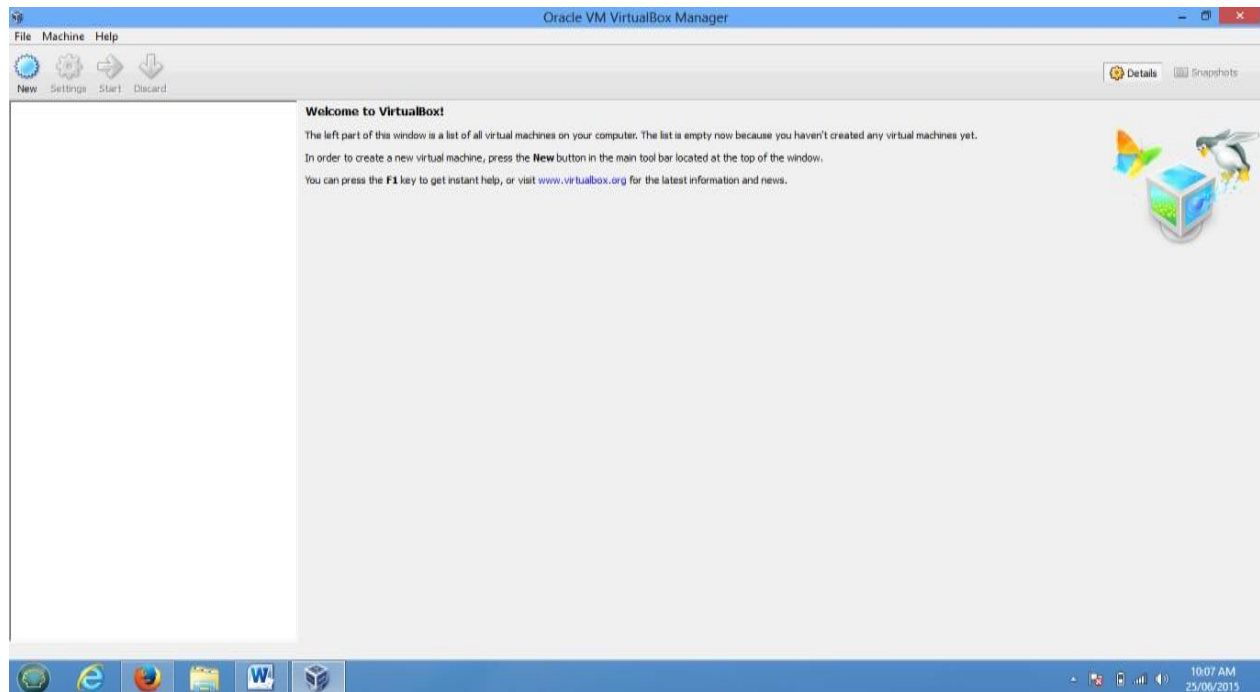 Oracle VM VirtualBox Manager
File Machine Help
New Settings Start Discard
Details Snapshots
Welcome to VirtualBox!
The left part of this window is a list of all virtual machines on your computer. The list is empty now because you haven't created any virtual machines yet.
In order to create a new virtual machine, press the New button in the main tool bar located at the top of the window.
You can press the F1 key to get instant help, or visit www.virtualbox.org for the latest information and news.
10:07 AM
25/06/2015